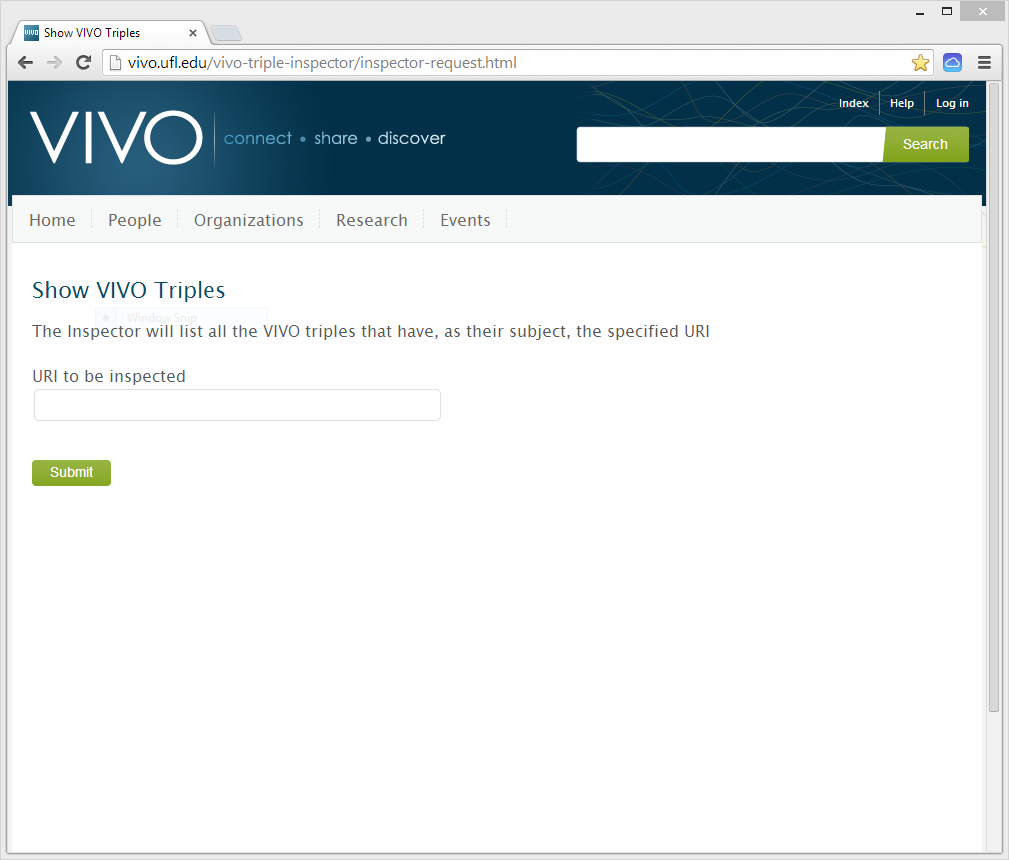 VIVO Show VIVO Triples
vivo.ufl.edu/vivo-triple-inspector/inspector-request.html
Index Help Log in
VIVO connect • share • discover
Search
Home People Organizations Research Events
Show VIVO Triples
Window Snip
The Inspector will list all the VIVO triples that have, as their subject, the specified URI
URI to be inspected
Submit